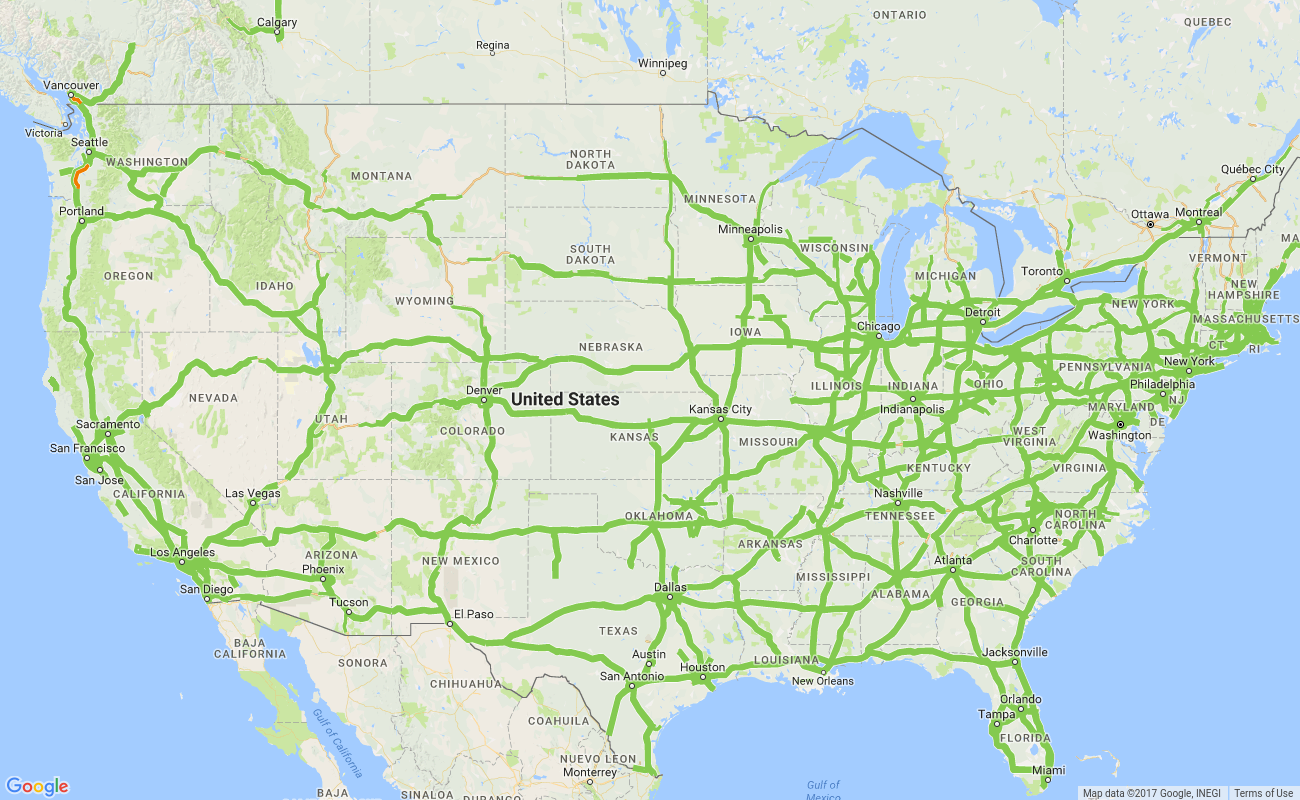 Calgary
ONTARIO
QUEBEC
Regina
Winnipeg
Vancouver
Victoria
Seattle
WASHINGTON
MONTANA
NORTH
DAKOTA
MINNESOTA
Québec City
Ottawa
Montreal
MA
Portland
Minneapolis
WISCONSIN
SOUTH
DAKOTA
MICHIGAN
Toronto
VERMONT
OREGON
IDAHO
WYOMING
NEW
HAMPSHIRE
NEW YORK
MASSACHUSETTS
Detroit
Chicago
IOWA
CT
RI
NEBRASKA
New York
PENNSYLVANIA
NEVADA
Denver
United States
ILLINOIS
INDIANA
OHIO
Philadelphia
NJ
Indianapolis
MARYLAND
DE
Sacramento
UTAH
COLORADO
KANSAS
Kansas City
MISSOURI
WEST
VIRGINIA
Washington
San Francisco
San Jose
KENTUCKY
VIRGINIA
CALIFORNIA
Las Vegas
Nashville
TENNESSEE
OKLAHOMA
NORTH
CAROLINA
Charlotte
Los Angeles
ARIZONA
NEW MEXICO
ARKANSAS
Atlanta
SOUTH
CAROLINA
Phoenix
MISSISSIPPI
San Diego
Dallas
ALABAMA
GEORGIA
Tucson
El Paso
TEXAS
BAJA
CALIFORNIA
SONORA
Austin
LOUISIANA
Jacksonville
Houston
San Antonio
New Orleans
CHIHUAHUA
Orlando
Tampa
COAHUILA
FLORIDA
Gulf of
California
NUEVO LEON
Monterrey
Miami
Gulf of
Mexico
BAJA
SINALOA
DURANGO
Google
Map data ©2017 Google, INEGI
Terms of Use